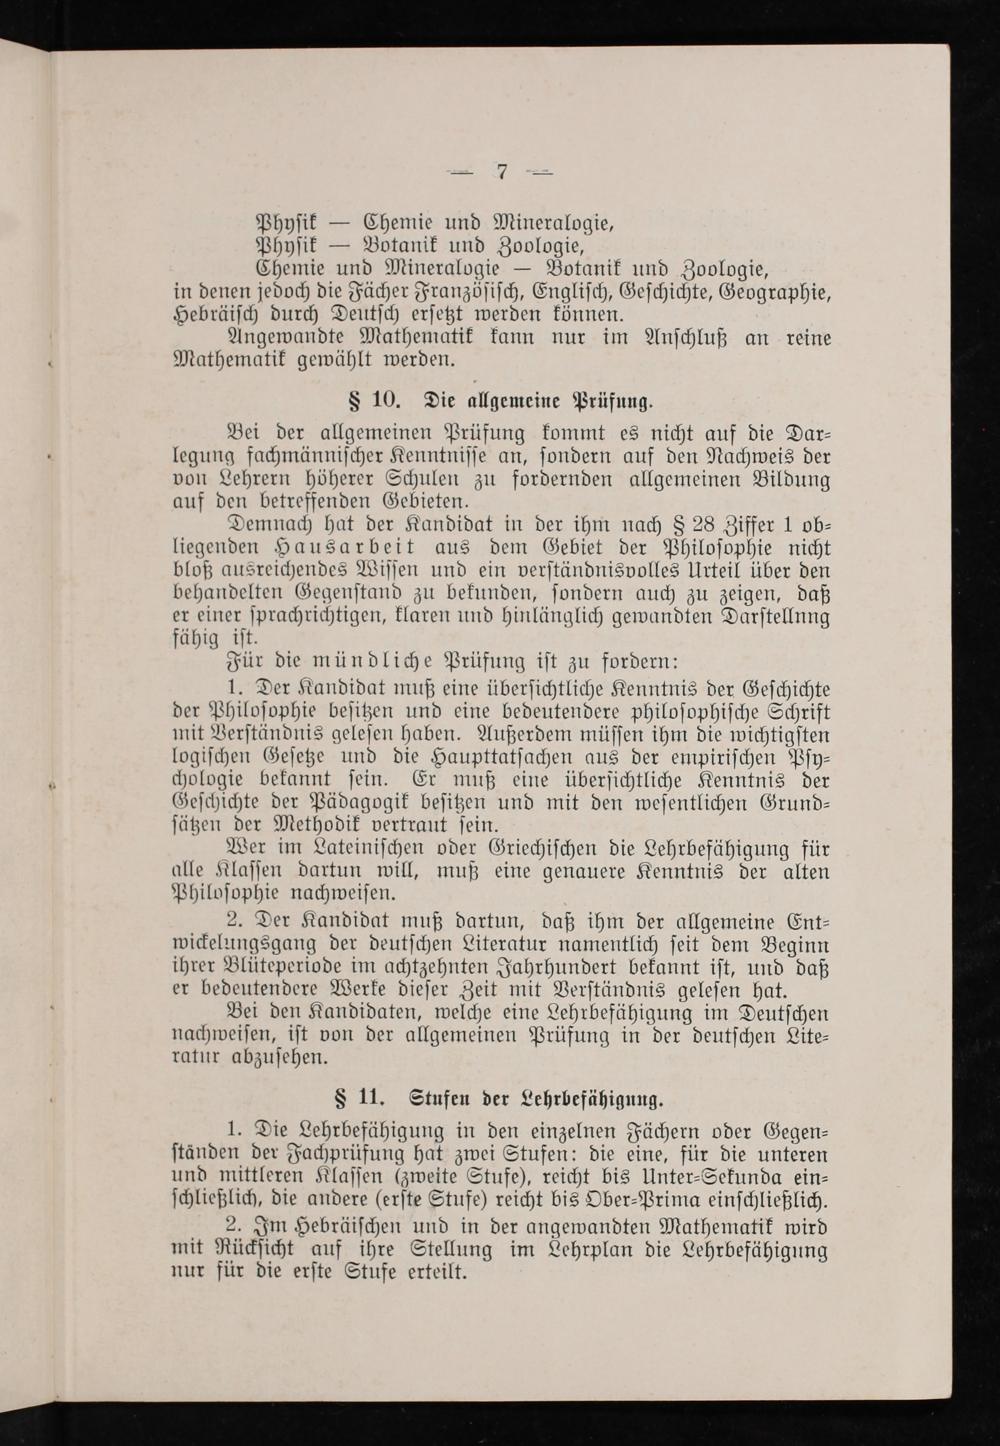 — 7 —
Physik — Chemie und Mineralogie,
Physik — Botanik und Zoologie,
Chemie und Mineralogie — Botanik und Zoologie,
in denen jedoch die Fächer Französisch, Englisch, Geschichte, Geographie,
Hebräisch durch Deutsch ersetzt werden können.
Angewandte Mathematik kann nur im Anschluß an reine
Mathematik gewählt werden.
§ 10. Die allgemeine Prüfung.
Bei der allgemeinen Prüfung kommt es nicht auf die Dar-
legung fachmännischer Kenntnisse an, sondern auf den Nachweis der
von Lehrern höherer Schulen zu fordernden allgemeinen Bildung
auf den betreffenden Gebieten.
Demnach hat der Kandidat in der ihm nach § 28 Ziffer 1 ob-
liegenden Hausarbeit aus dem Gebiet der Philosophie nicht
bloß ausreichendes Wissen und ein verständnisvolles Urteil über den
behandelten Gegenstand zu bekunden, sondern auch zu zeigen, daß
er einer sprachrichtigen, klaren und hinlänglich gewandten Darstellnng
fähig ist.
Für die mündliche Prüfung ist zu fordern:
1. Der Kandidat muß eine übersichtliche Kenntnis der Geschichte
der Philosophie besitzen und eine bedeutendere philosophische Schrift
mit Verständnis gelesen haben. Außerdem müssen ihm die wichtigsten
logischen Gesetze und die Haupttatsachen aus der empirischen Psy-
chologie bekannt sein. Er muß eine übersichtliche Kenntnis der
Geschichte der Pädagogik besitzen und mit den wesentlichen Grund-
sätzen der Methodik vertraut sein.
Wer im Lateinischen oder Griechischen die Lehrbefähigung für
alle Klassen dartun will, muß eine genauere Kenntnis der alten
Philosophie nachweisen.
2. Der Kandidat muß dartun, daß ihm der allgemeine Ent-
wickelungsgang der deutschen Literatur namentlich seit dem Beginn
ihrer Blüteperiode im achtzehnten Jahrhundert bekannt ist, und daß
er bedeutendere Werke dieser Zeit mit Verständnis gelesen hat.
Bei den Kandidaten, welche eine Lehrbefähigung im Deutschen
nachweisen, ist von der allgemeinen Prüfung in der deutschen Lite-
ratur abzusehen.
§ 11. Stufen der Lehrbefähigung.
1. Die Lehrbefähigung in den einzelnen Fächern oder Gegen-
ständen der Fachprüfung hat zwei Stufen: die eine, für die unteren
und mittleren Klassen (zweite Stufe), reicht bis Unter-Sekunda ein-
schließlich, die andere (erste Stufe) reicht bis Ober-Prima einschließlich.
2. Im Hebräischen und in der angewandten Mathematik wird
mit Rücksicht auf ihre Stellung im Lehrplan die Lehrbefähigung
nur für die erste Stufe erteilt.